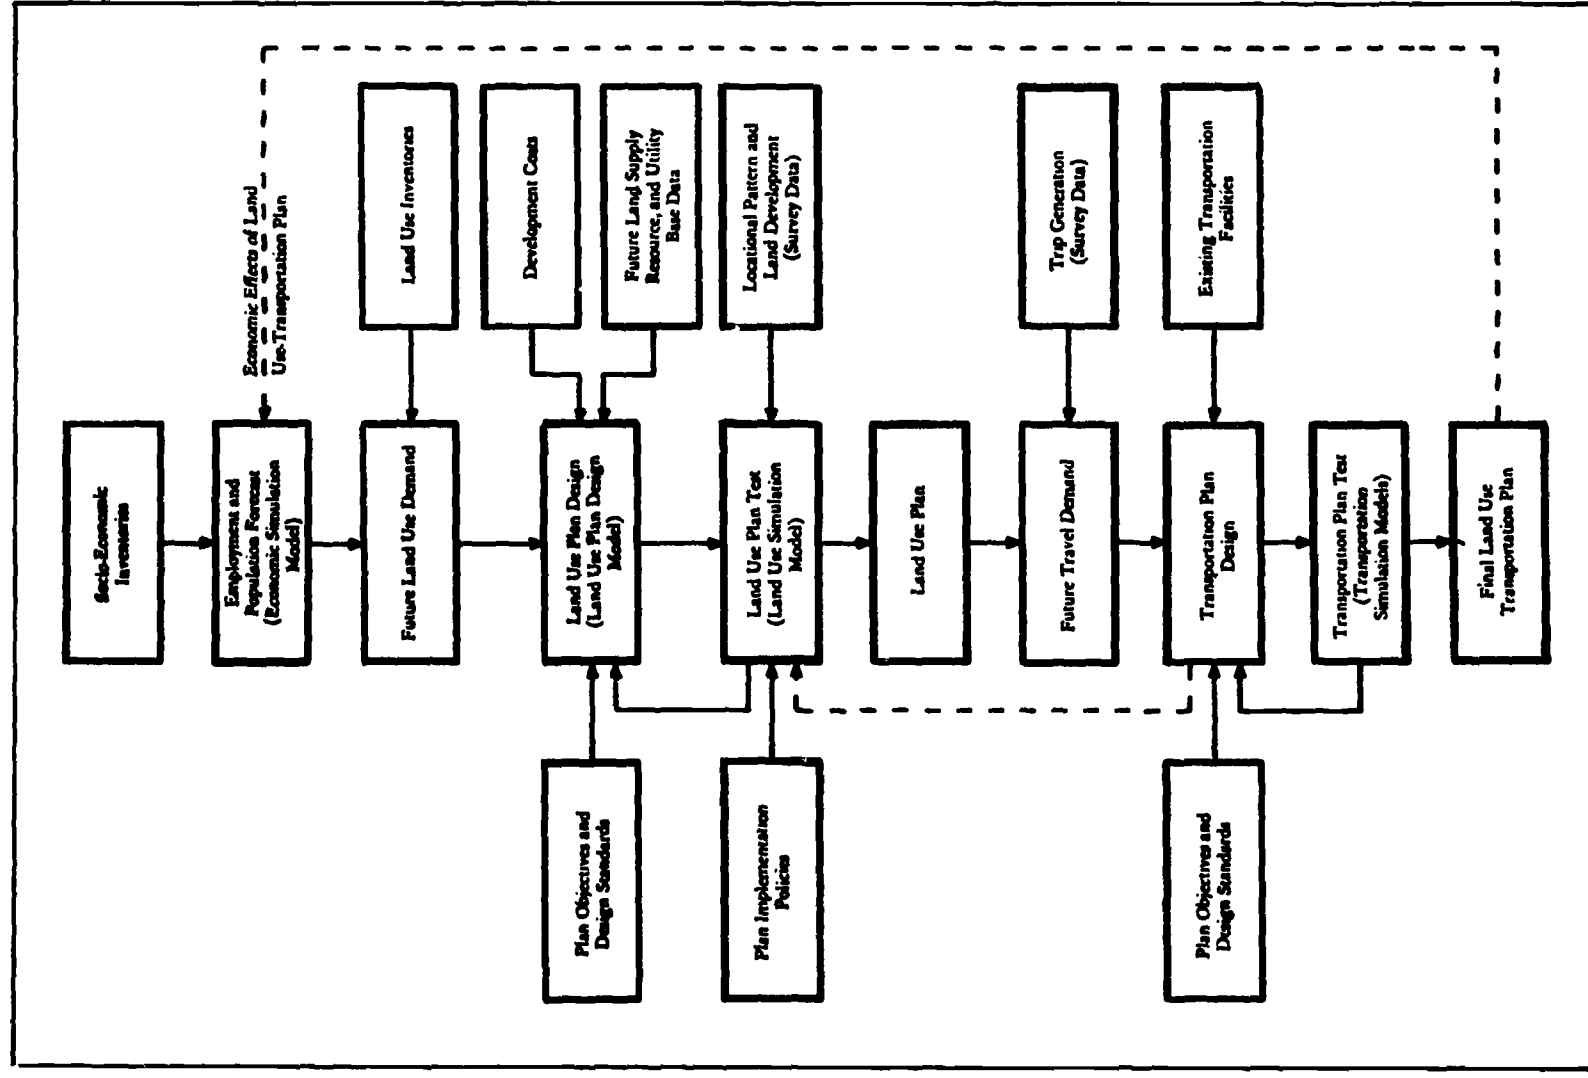 Socio-Economic
Inventories
Employment and
Population Forecast
(Economic Simulation
Model)
Economic Effects of Land
Use-Transportation Plan
Future Land Use Demand
Land Use Inventories
Land Use Plan Design
(Land Use Plan Design
Model)
Development Costs
Future Land Supply
Resource, and Utility
Base Data
Plan Objectives and
Design Standards
Land Use Plan Test
(Land Use Simulation
Model)
Locational Pattern and
Land Development
(Survey Data)
Plan Implementation
Policies
Land Use Plan
Future Travel Demand
Trip Generation
(Survey Data)
Transportation Plan
Design
Existing Transportation
Facilities
Plan Objectives and
Design Standards
Transportation Plan Test
(Transportation
Simulation Models)
Final Land Use
Transportation Plan